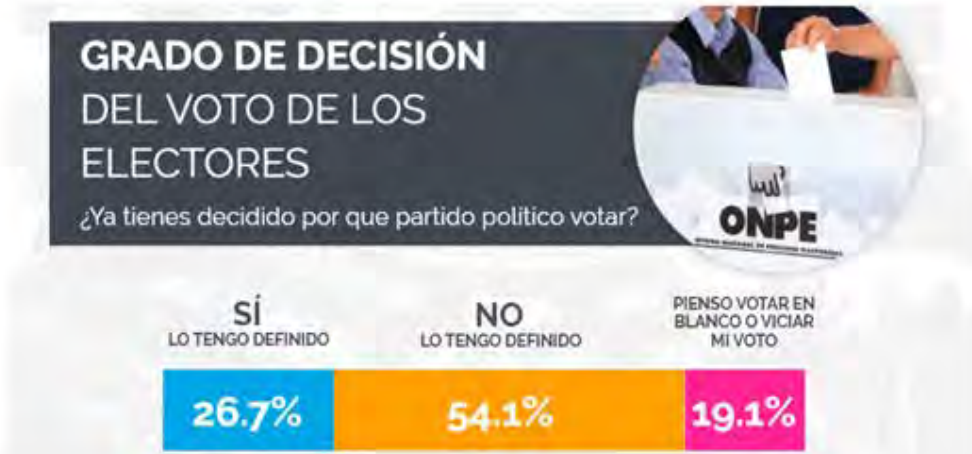 GRADO DE DECISIÓN
DEL VOTO DE LOS
ELECTORES
¿Ya tienes decidido por que partido politico votar?
ONPE
SÍ
LO TENGO DEFINIDO
NO
LO TENGO DEFINIDO
PIENSO VOTAR EN
BLANCO O VICIAR
MI VOTO
26.7%
54.1%
19.1%